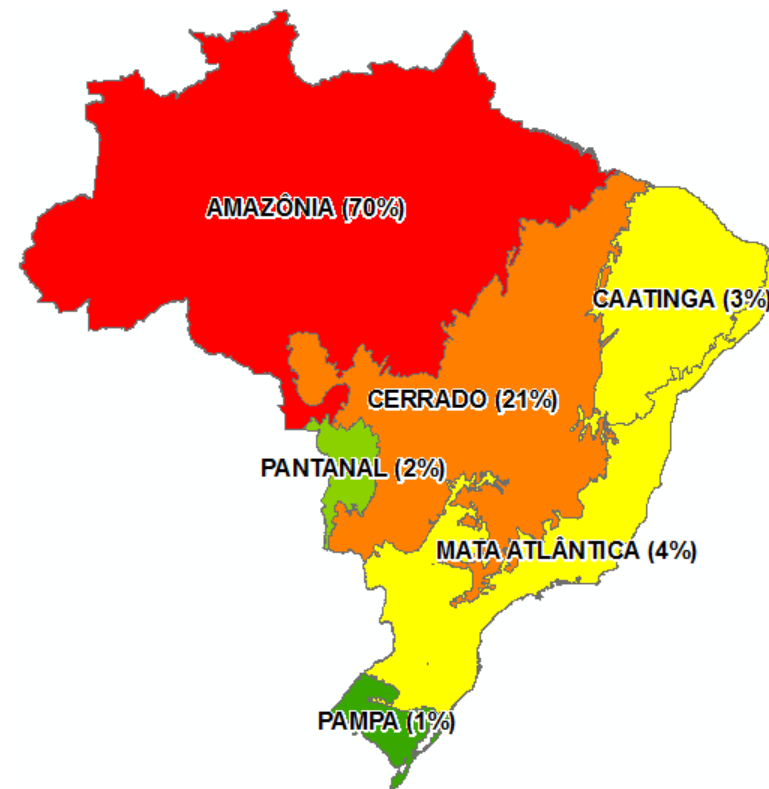 AMAZÔNIA (70%)
CAATINGA (3%)
CERRADO (21%)
PANTANAL (2%)
MATA ATLÂNTICA (4%)
PAMPA (1%)